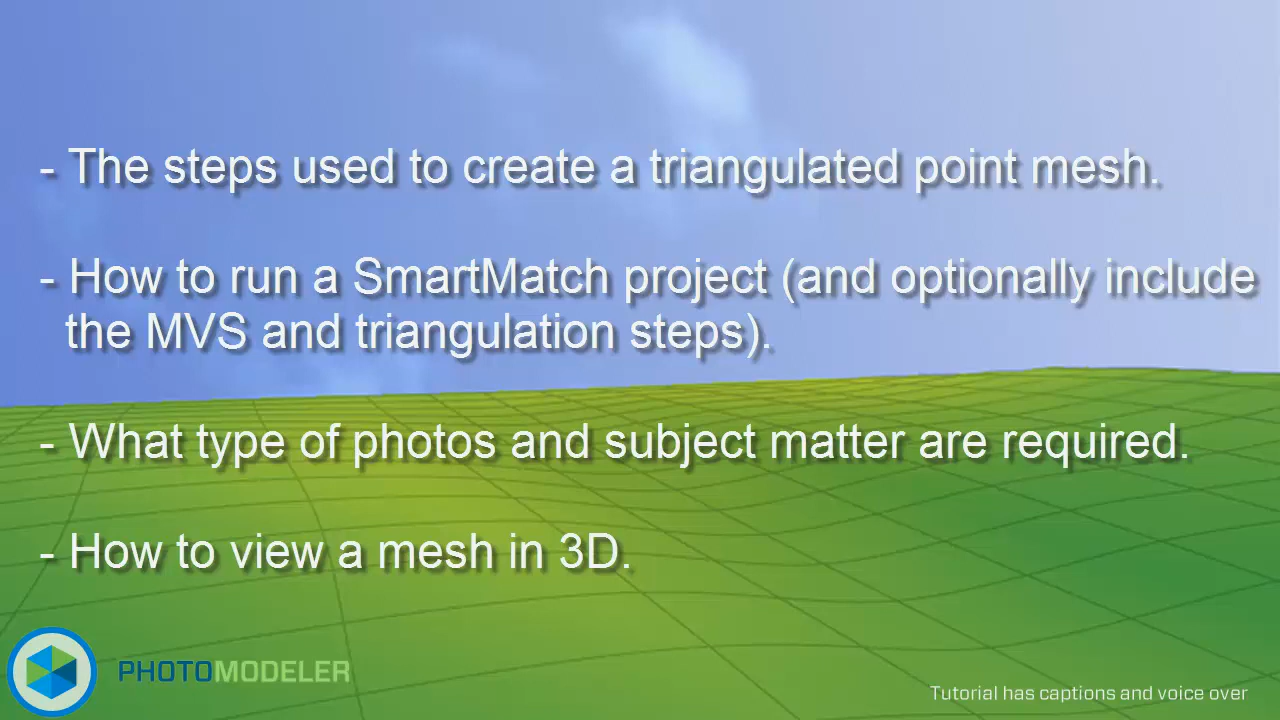 - The steps used to create a triangulated point mesh.
- How to run a SmartMatch project (and optionally include
the MVS and triangulation steps).
- What type of photos and subject matter are required.
- How to view a mesh in 3D.
PHOTOMODELER
Tutorial has captions and voice over